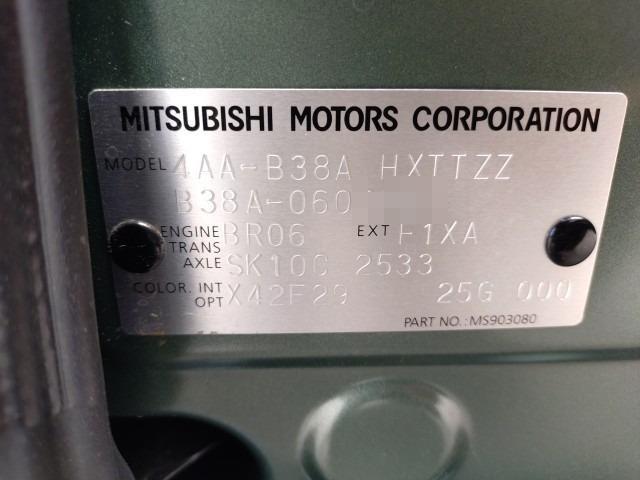 MITSUBISHI MOTORS CORPORATION
MODEL 4AA-B38A HXTTZZ
B38A-060
ENGINE BR06 EXT F1XA
TRANS
AXLE SK10C 2533
COLOR. INT X42F29 25G 000
OPT
PART NO.: MS903080